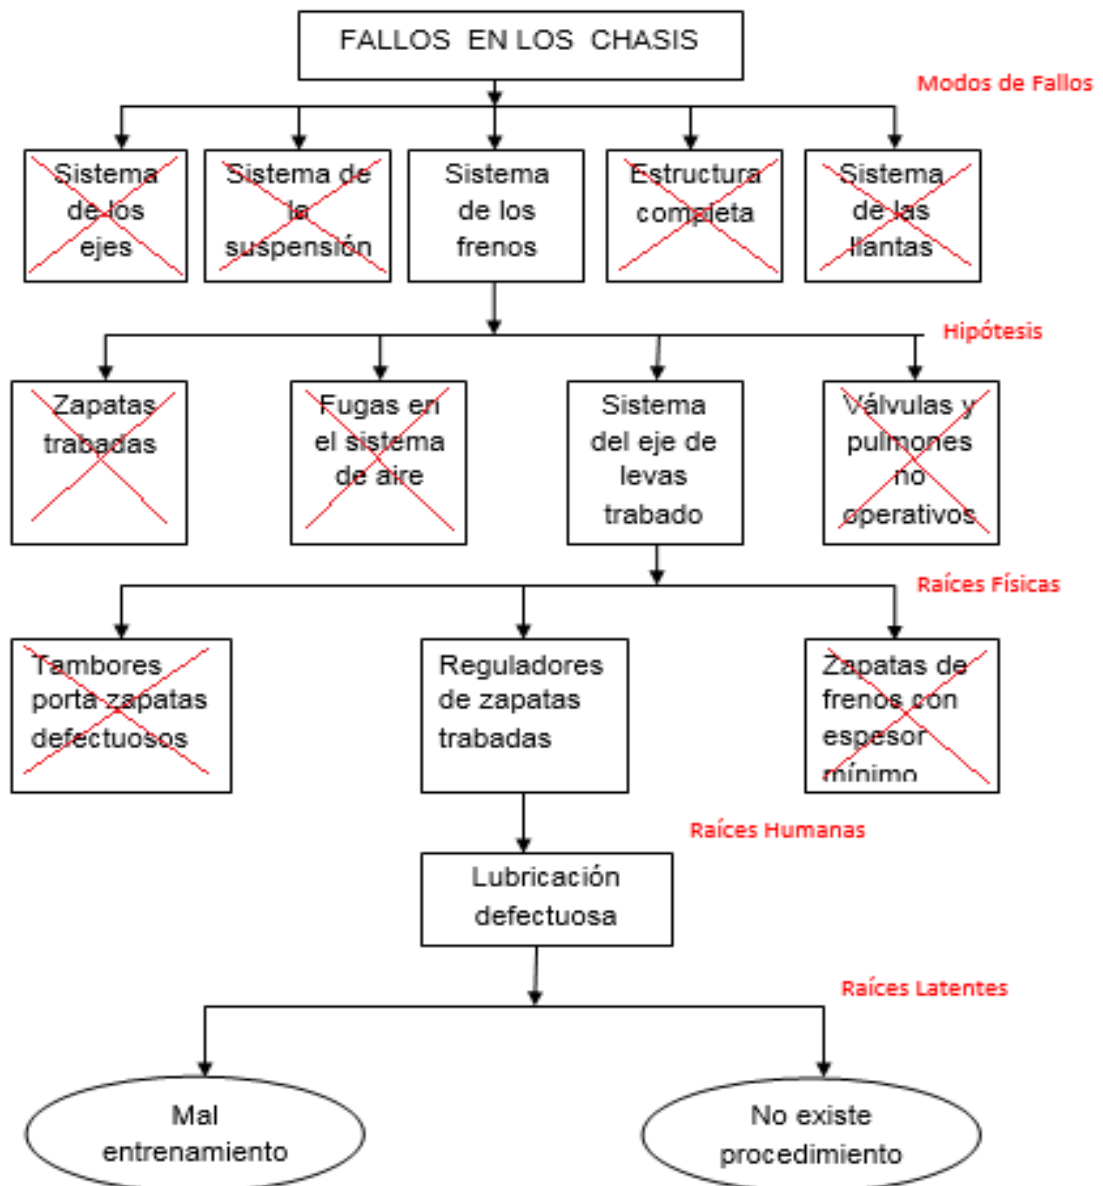 FALLOS EN LOS CHASIS
Modos de Fallos
Sistema
de los
ejes
Sistema de
la
suspensión
Sistema
de los
frenos
Estructura
completa
Sistema
de las
llantas
Hipótesis
Zapatas
trabadas
Fugas en
el sistema
de aire
Sistema
del eje de
levas
trabado
Válvulas y
pulmones
no
operativos
Raíces Físicas
Tambores
porta zapatas
defectuosos
Reguladores
de zapatas
trabadas
Zapatas de
frenos con
espesor
mínimo
Raíces Humanas
Lubricación
defectuosa
Raíces Latentes
Mal
entrenamiento
No existe
procedimiento